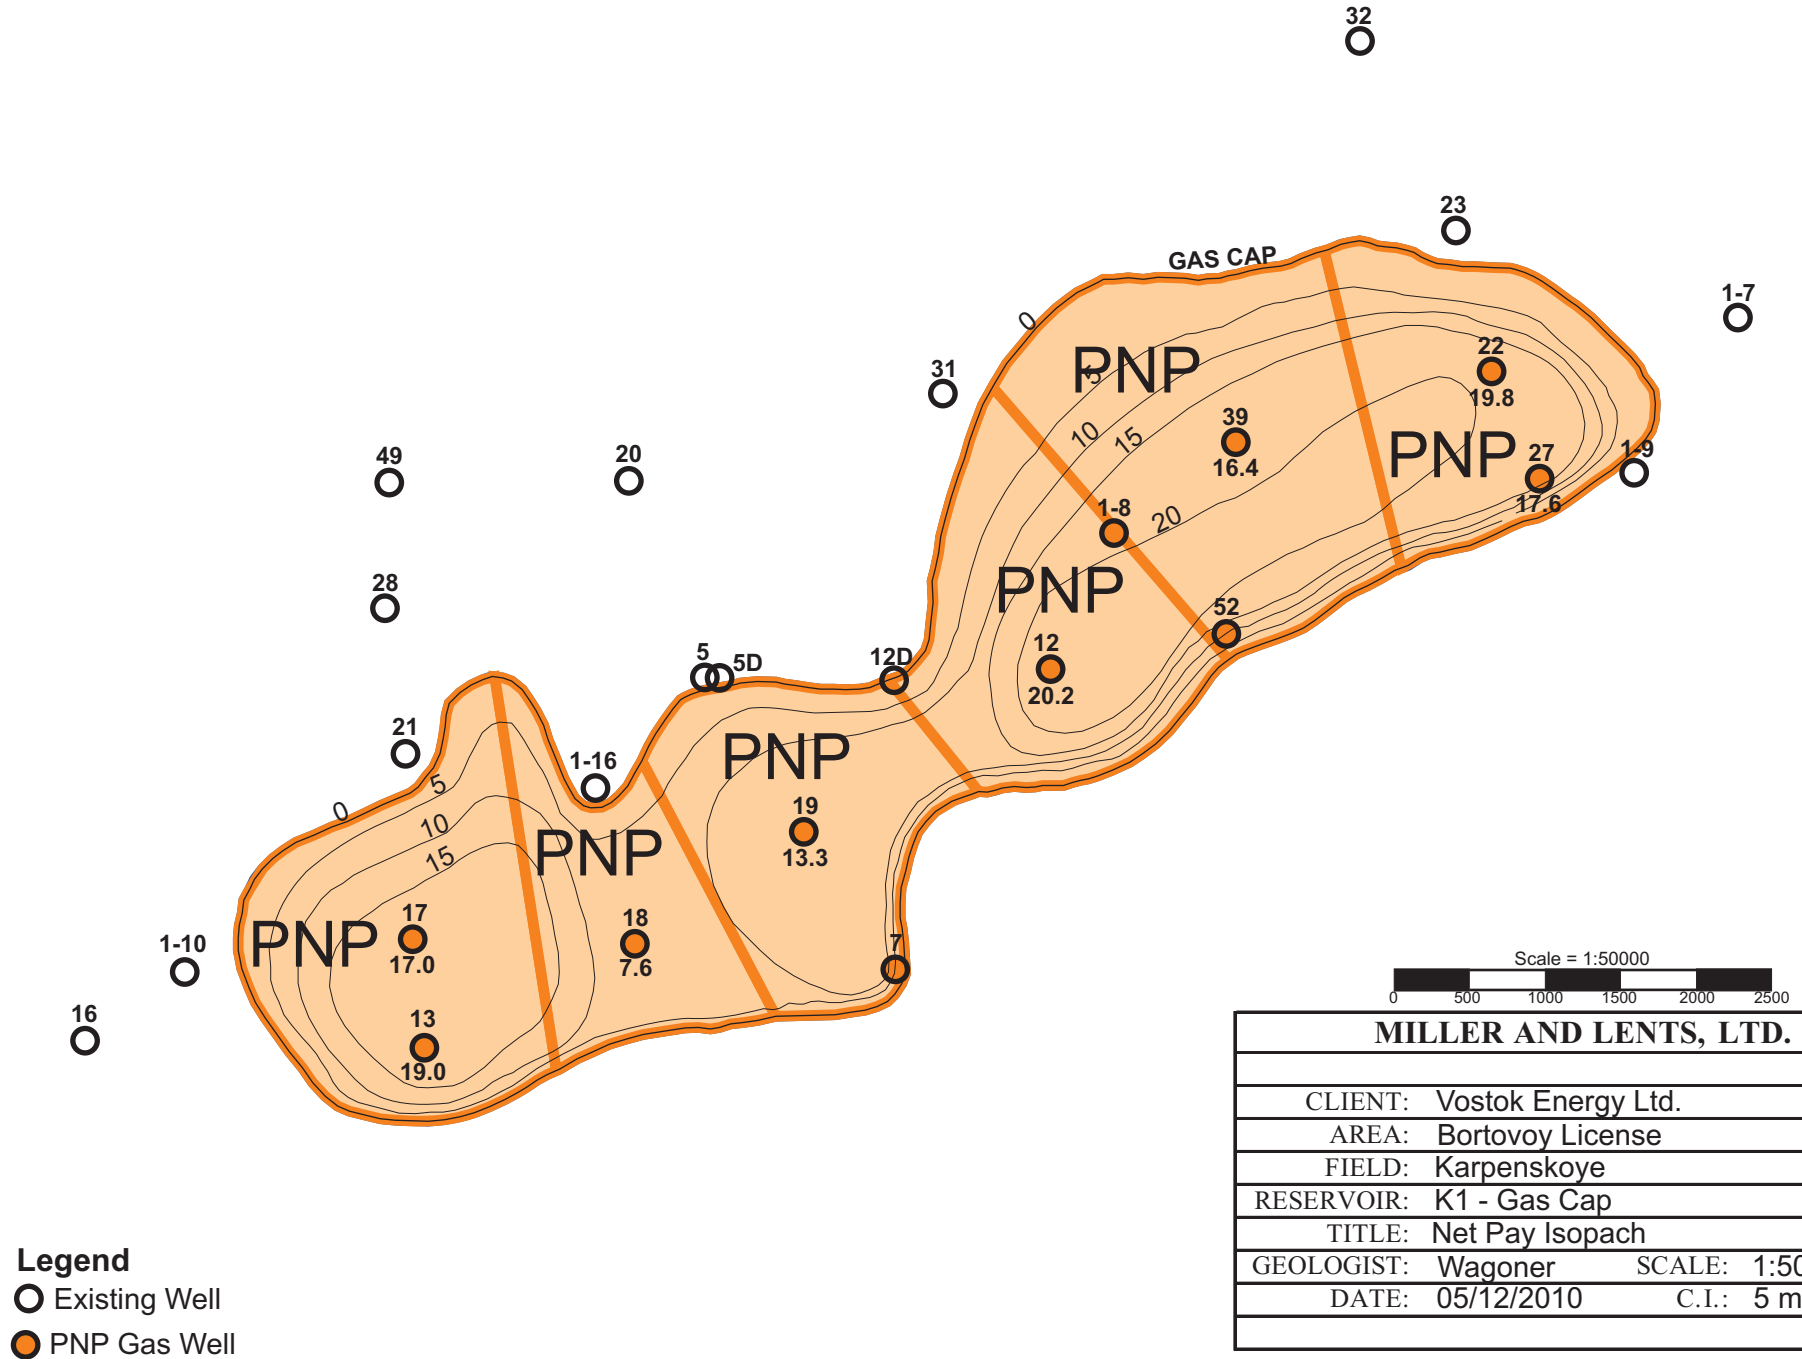 32
23
GAS CAP
1-7
0
31
PNP
5
22
19.8
39
16.4
10
15
PNP
27
17.6
1-9
49
20
1-8
20
28
PNP
52
12
20.2
5
5D
12D
21
PNP
1-16
5
0
10
15
19
13.3
PNP
17
17.0
PNP
18
7.6
7
1-10
16
13
19.0
Scale = 1:50000
0 500 1000 1500 2000 2500
MILLER AND LENTS, LTD.
CLIENT: Vostok Energy Ltd.
AREA: Bortovoy License
FIELD: Karpenskoye
RESERVOIR: K1 - Gas Cap
TITLE: Net Pay Isopach
GEOLOGIST: Wagoner SCALE: 1:50
DATE: 05/12/2010 C.I.: 5 m
Legend
Existing Well
PNP Gas Well